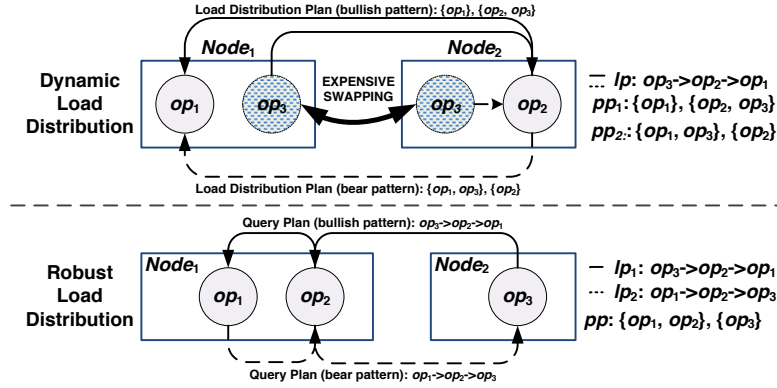 Load Distribution Plan (bullish pattern): {op1}, {op2, op3}
Node1
Node2
Dynamic
Load
Distribution
op1
op3
EXPENSIVE
SWAPPING
op3
op2
lp: op3->op2->op1
pp1: {op1}, {op2, op3}
pp2: {op1, op3}, {op2}
Load Distribution Plan (bear pattern): {op1, op3}, {op2}
Query Plan (bullish pattern): op3->op2->op1
Node1
Node2
Robust
Load
Distribution
op1
op2
op3
lp1: op3->op2->op1
lp2: op1->op2->op3
pp: {op1, op2}, {op3}
Query Plan (bear pattern): op1->op2->op3